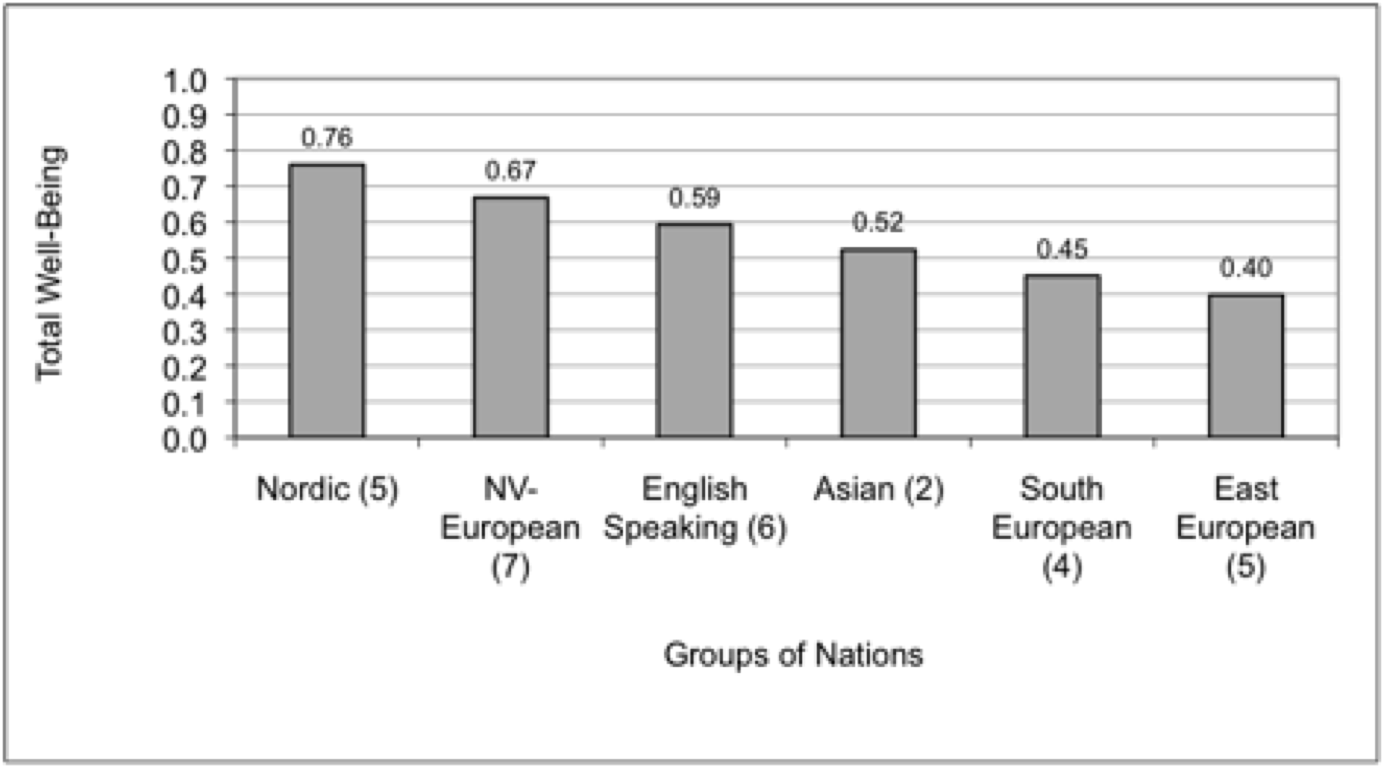 Total Well-Being
1.0
0.9
0.8
0.7
0.6
0.5
0.4
0.3
0.2
0.1
0.0
0.76
0.67
0.59
0.52
0.45
0.40
Nordic (5)
NV-
European
(7)
English
Speaking (6)
Asian (2)
South
European
(4)
East
European
(5)
Groups of Nations